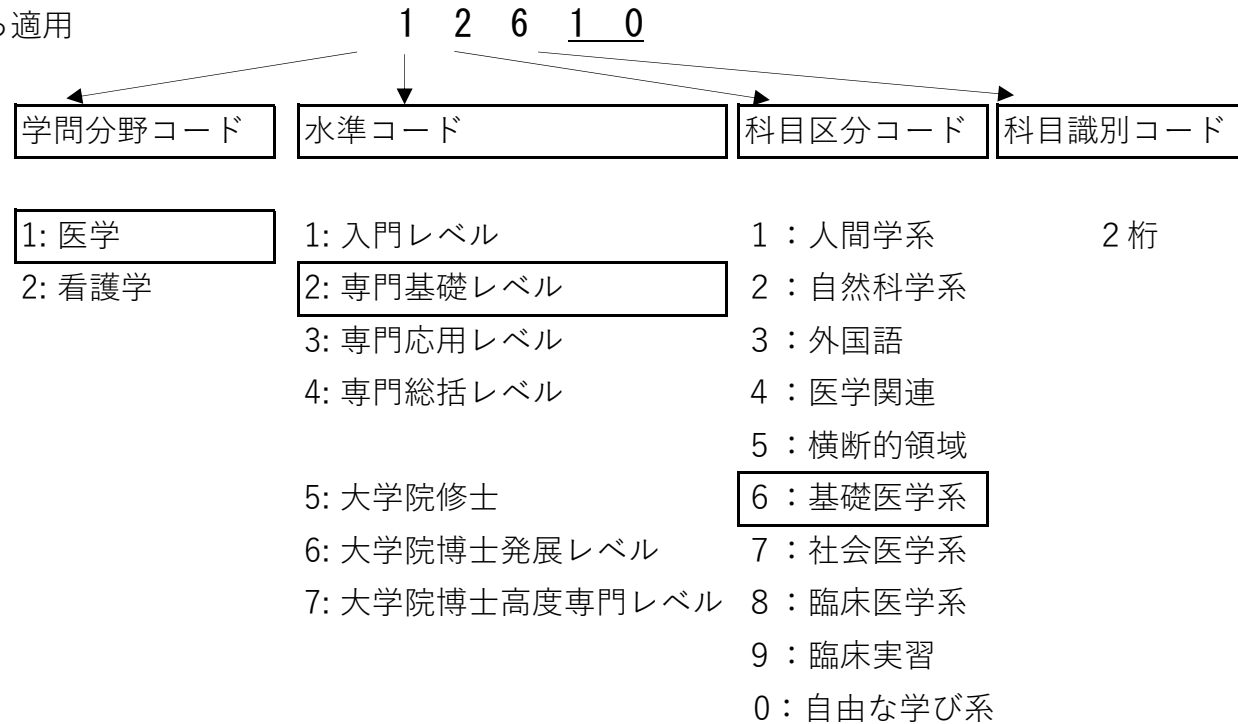 ら適用 1 2 6 1 0
学問分野コード 水準コード 科目区分コード 科目識別コード
1: 医学 1: 入門レベル 1：人間学系 2桁
2: 看護学 2: 専門基礎レベル 2：自然科学系
3: 専門応用レベル 3：外国語
4: 専門総括レベル 4：医学関連
5：横断的領域
5: 大学院修士 6：基礎医学系
6: 大学院博士発展レベル 7：社会医学系
7: 大学院博士高度専門レベル 8：臨床医学系
9：臨床実習
0：自由な学び系